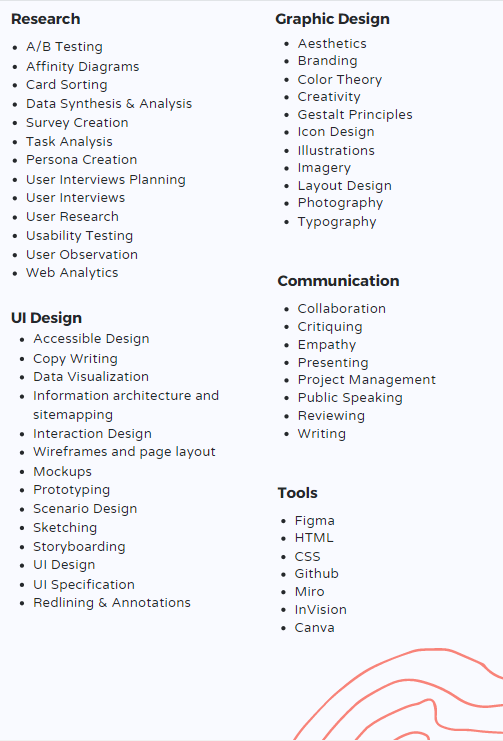 Research
A/B Testing
Affinity Diagrams
Card Sorting
Data Synthesis & Analysis
Survey Creation
Task Analysis
Persona Creation
User Interviews Planning
User Interviews
User Research
Usability Testing
User Observation
Web Analytics
UI Design
Accessible Design
Copy Writing
Data Visualization
Information architecture and
sitemapping
Interaction Design
Wireframes and page layout
Mockups
Prototyping
Scenario Design
Sketching
Storyboarding
UI Design
UI Specification
Redlining & Annotations
Graphic Design
Aesthetics
Branding
Color Theory
Creativity
Gestalt Principles
Icon Design
Illustrations
Imagery
Layout Design
Photography
Typography
Communication
Collaboration
Critiquing
Empathy
Presenting
Project Management
Public Speaking
Reviewing
Writing
Tools
Figma
HTML
CSS
Github
Miro
InVision
Canva